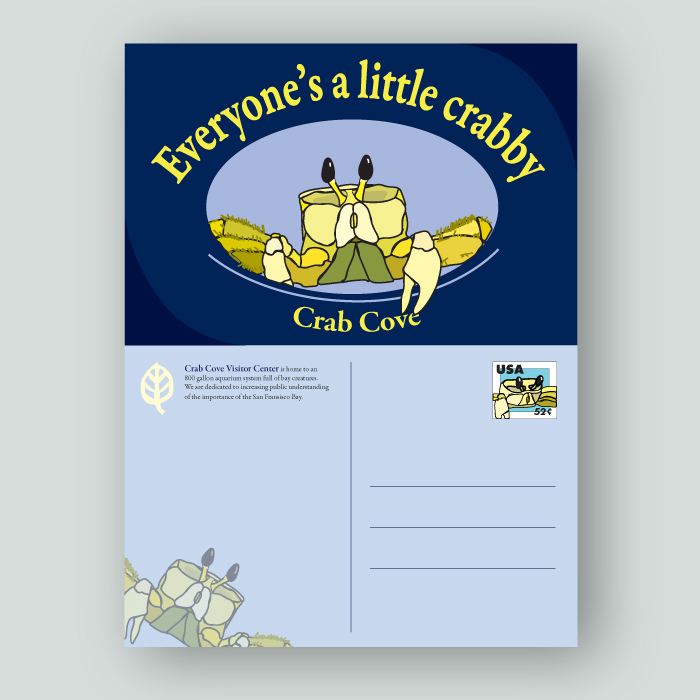 Everyone's a little crabby
Crab Cove
Crab Cove Visitor Center is home to an
800 gallon aquarium system full of bay creatures.
We are dedicated to increasing public understanding
of the importance of the San Fransisco Bay.
USA
52¢